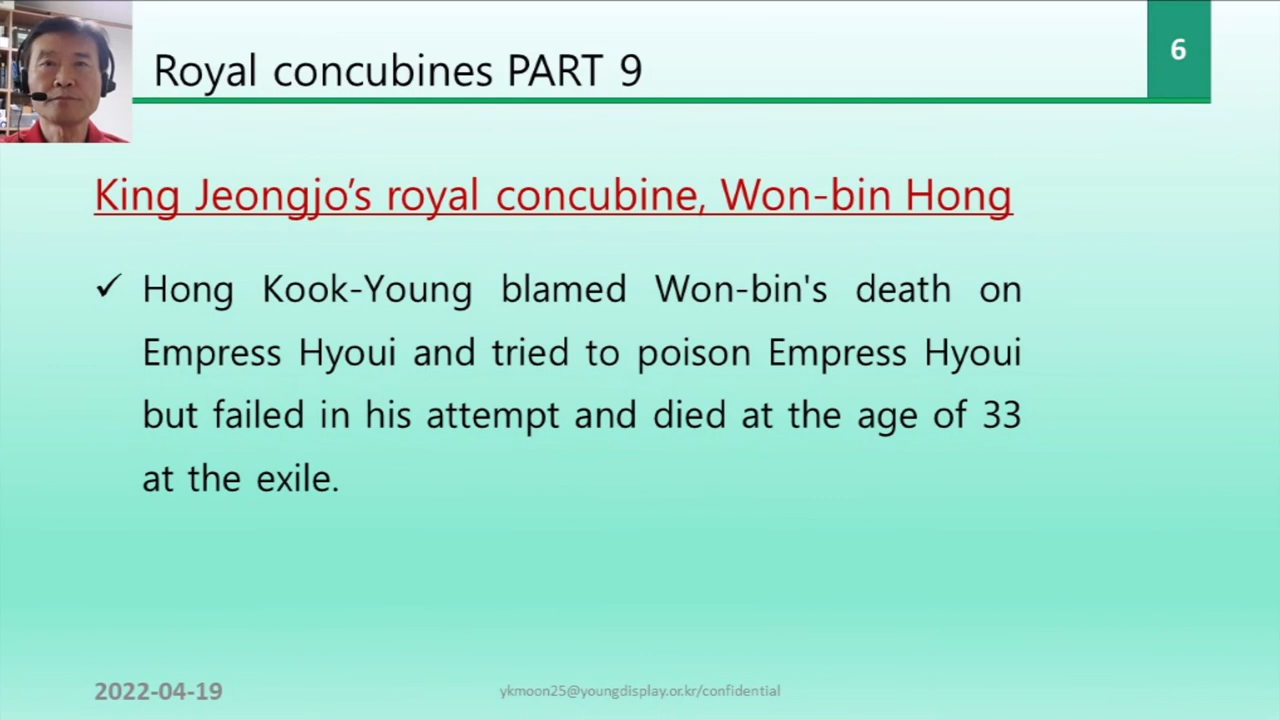 6
Royal concubines PART 9
King Jeongjo's royal concubine, Won-bin Hong
✓ Hong Kook-Young blamed Won-bin's death on
Empress Hyoui and tried to poison Empress Hyoui
but failed in his attempt and died at the age of 33
at the exile.
2022-04-19
ykmoon25@youngdisplay.or.kr/confidential